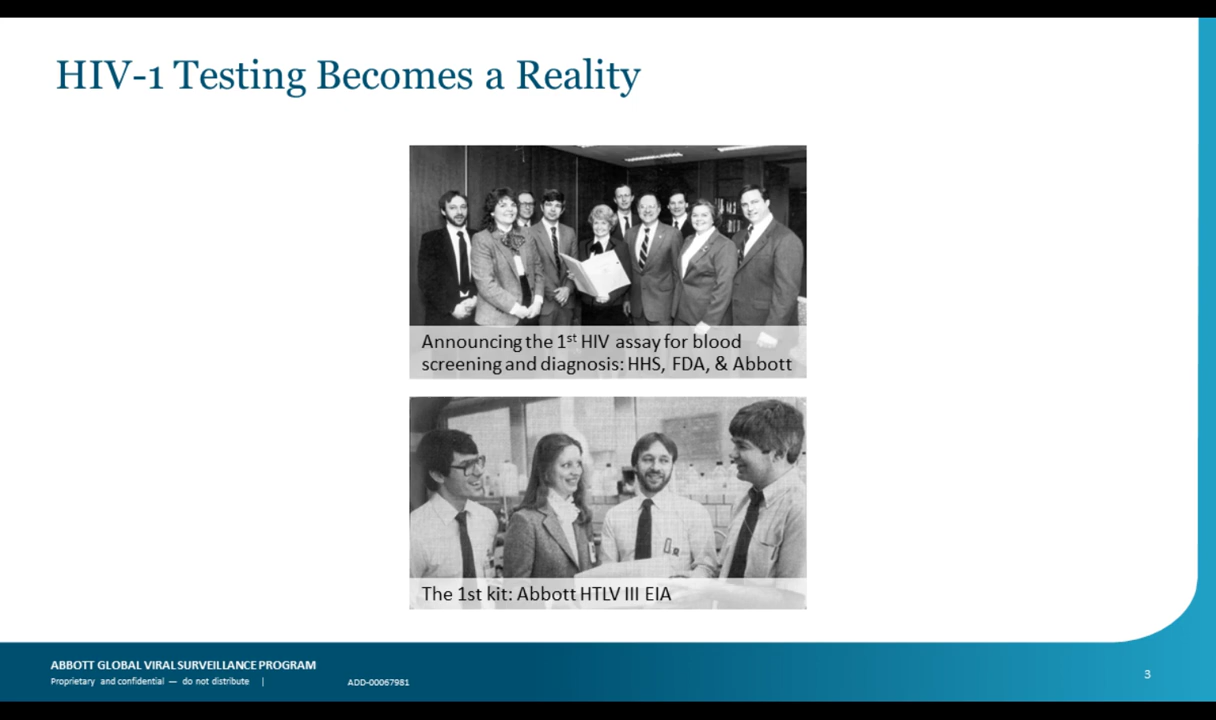 HIV-1 Testing Becomes a Reality
Announcing the 1st HIV assay for blood
screening and diagnosis: HHS, FDA, & Abbott
The 1st kit: Abbott HTLV III EIA
ABBOTT GLOBAL VIRAL SURVEILLANCE PROGRAM
Proprietary and confidential — do not distribute |
ADD-00067981
3